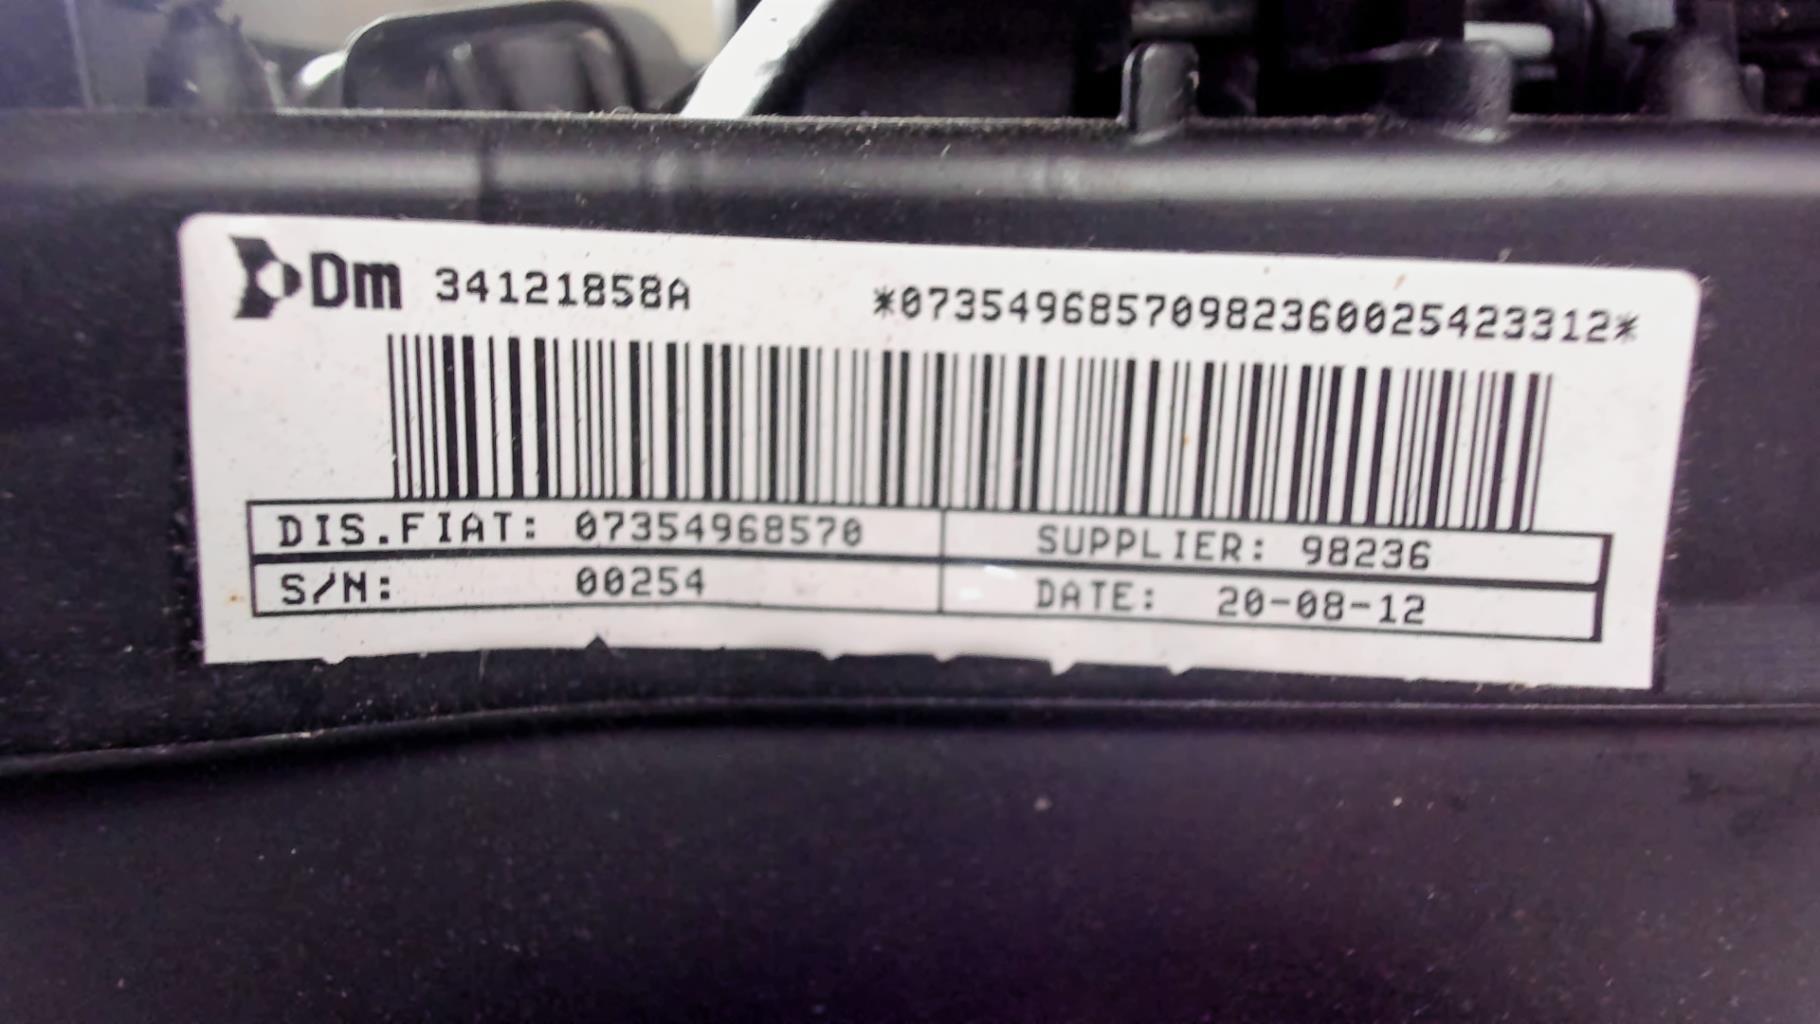 Dm 34121858A *07354968570982360025423312*
DIS.FIAT: 07354968570 SUPPLIER: 98236
S/N: 00254 DATE: 20-08-12